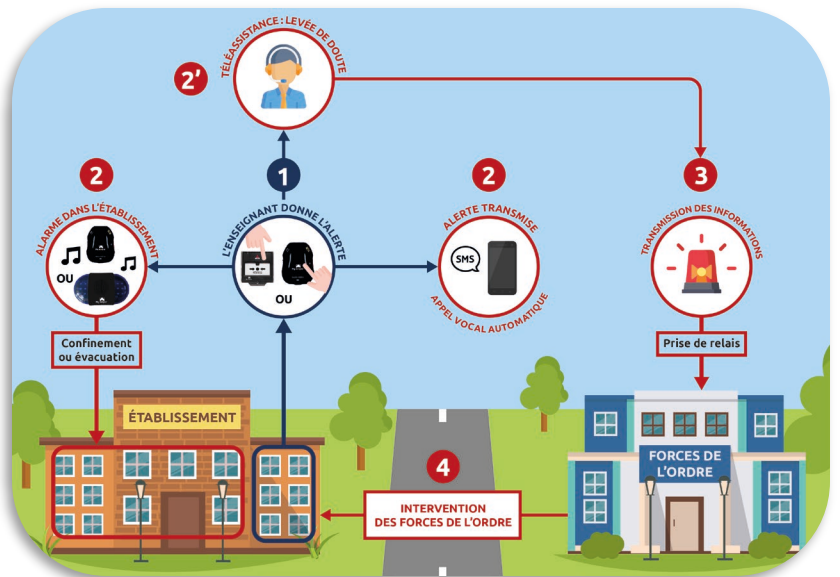 TÉLÉASSISTANCE : LEVÉE DE DOUTE
2'
2
1
2
3
ALARME DANS L'ÉTABLISSEMENT
OU
L'ENSEIGNANT DONNE L'ALERTE
OU
ALERTE TRANSMISE
SMS
APPEL VOCAL AUTOMATIQUE
TRANSMISSION DES INFORMATIONS
Confinement
ou évacuation
Prise de relais
ÉTABLISSEMENT
FORCES DE
L'ORDRE
4
INTERVENTION
DES FORCES DE L'ORDRE